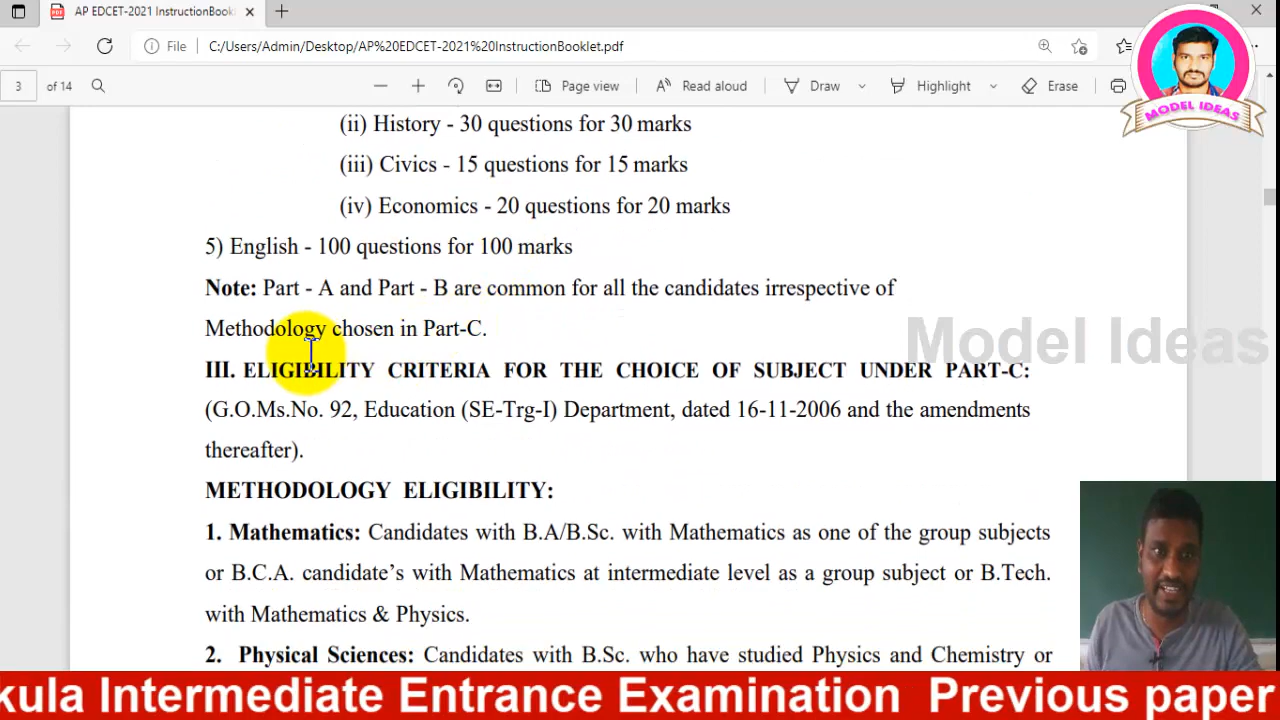 AP EDCET-2021 InstructionBookl
File C:/Users/Admin/Desktop/AP%20EDCET-2021%20InstructionBooklet.pdf
3 of 14 Page view Read aloud Draw Highlight Erase
MODEL IDEAS
(ii) History - 30 questions for 30 marks
(iii) Civics - 15 questions for 15 marks
(iv) Economics - 20 questions for 20 marks
5) English - 100 questions for 100 marks
Note: Part - A and Part - B are common for all the candidates irrespective of
Methodology chosen in Part-C.
Model Ideas
III. ELIGIBILITY CRITERIA FOR THE CHOICE OF SUBJECT UNDER PART-C:
(G.O.Ms.No. 92, Education (SE-Trg-I) Department, dated 16-11-2006 and the amendments
thereafter).
METHODOLOGY ELIGIBILITY:
1. Mathematics: Candidates with B.A/B.Sc. with Mathematics as one of the group subjects
or B.C.A. candidate's with Mathematics at intermediate level as a group subject or B.Tech.
with Mathematics & Physics.
2. Physical Sciences: Candidates with B.Sc. who have studied Physics and Chemistry or
kula Intermediate Entrance Examination Previous paper